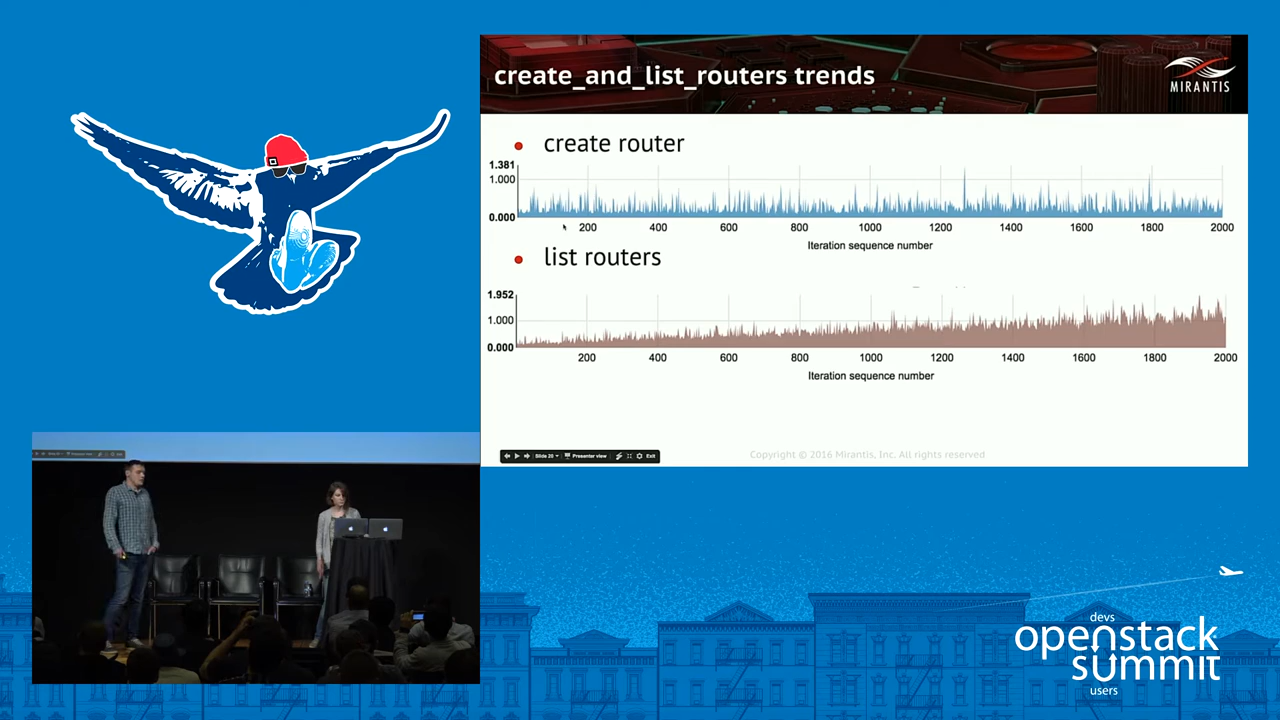 create_and_list_routers trends
MIRANTIS
create router
1.381
1.000
0.000
200 400 600 800 1000 1200 1400 1600 1800 2000
Iteration sequence number
list routers
1.952
1.000
0.000
200 400 600 800 1000 1200 1400 1600 1800 2000
Iteration sequence number
Slide 20 Presenter view Exit
Copyright © 2016 Mirantis, Inc. All rights reserved
devs
openstack
summit
users